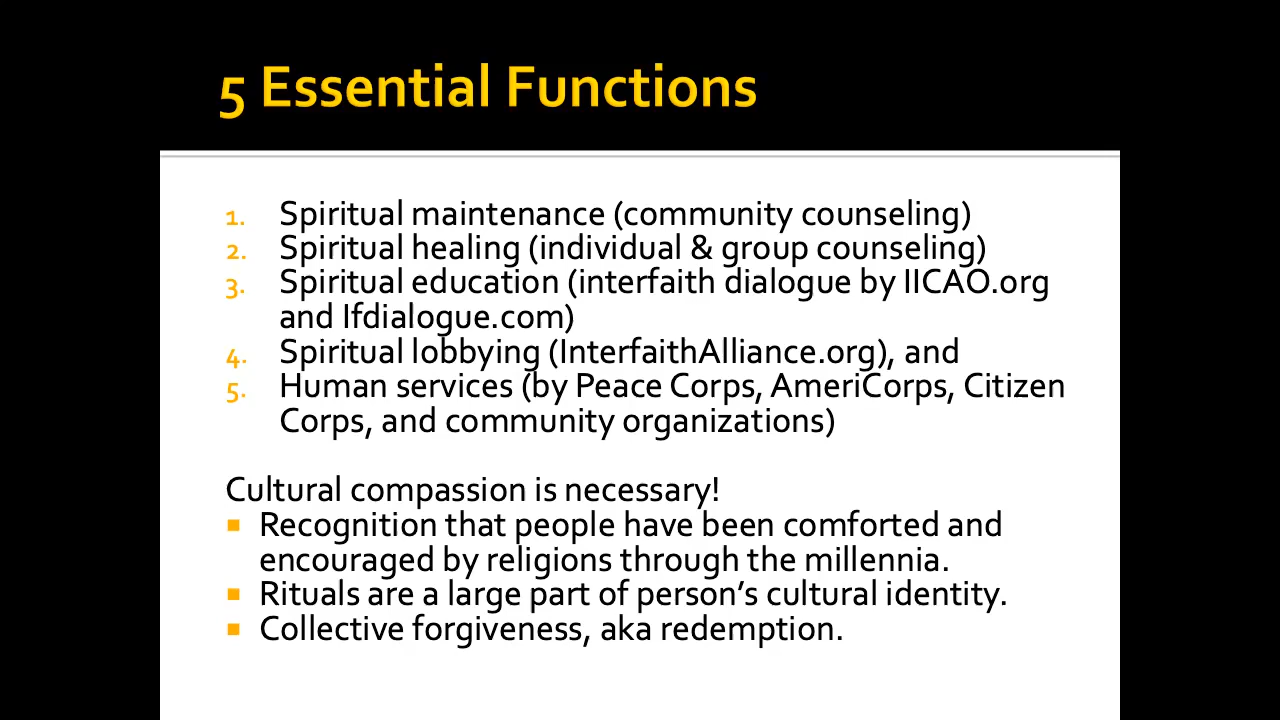 5 Essential Functions
1. Spiritual maintenance (community counseling)
2. Spiritual healing (individual & group counseling)
3. Spiritual education (interfaith dialogue by IICAO.org
and Ifdialogue.com)
4. Spiritual lobbying (InterfaithAlliance.org), and
5. Human services (by Peace Corps, AmeriCorps, Citizen
Corps, and community organizations)
Cultural compassion is necessary!
▪ Recognition that people have been comforted and
encouraged by religions through the millennia.
▪ Rituals are a large part of person’s cultural identity.
▪ Collective forgiveness, aka redemption.